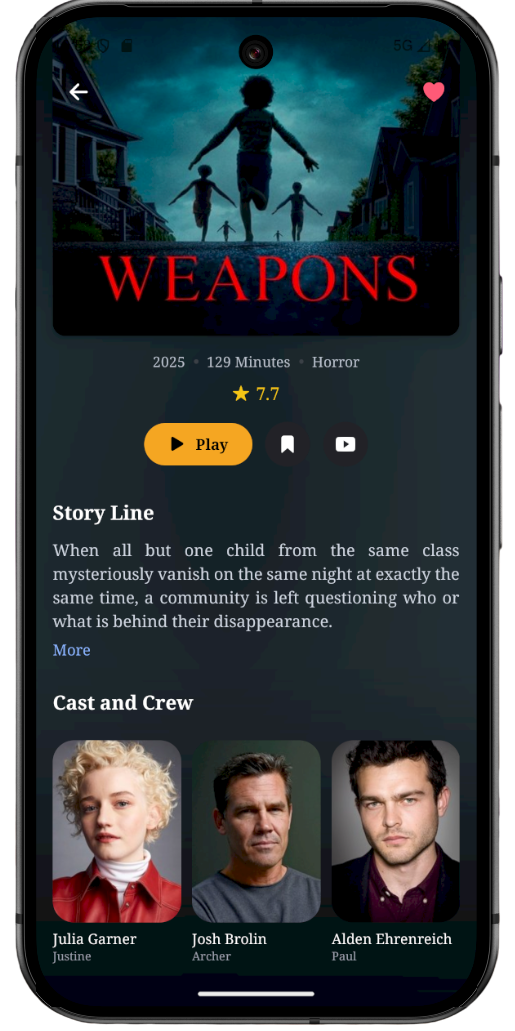 5G
WEAPONS
2025 • 129 Minutes • Horror
7.7
Play
Story Line
When all but one child from the same class
mysteriously vanish on the same night at exactly the
same time, a community is left questioning who or
what is behind their disappearance.
More
Cast and Crew
Julia Garner Josh Brolin Alden Ehrenreich
Justine Archer Paul